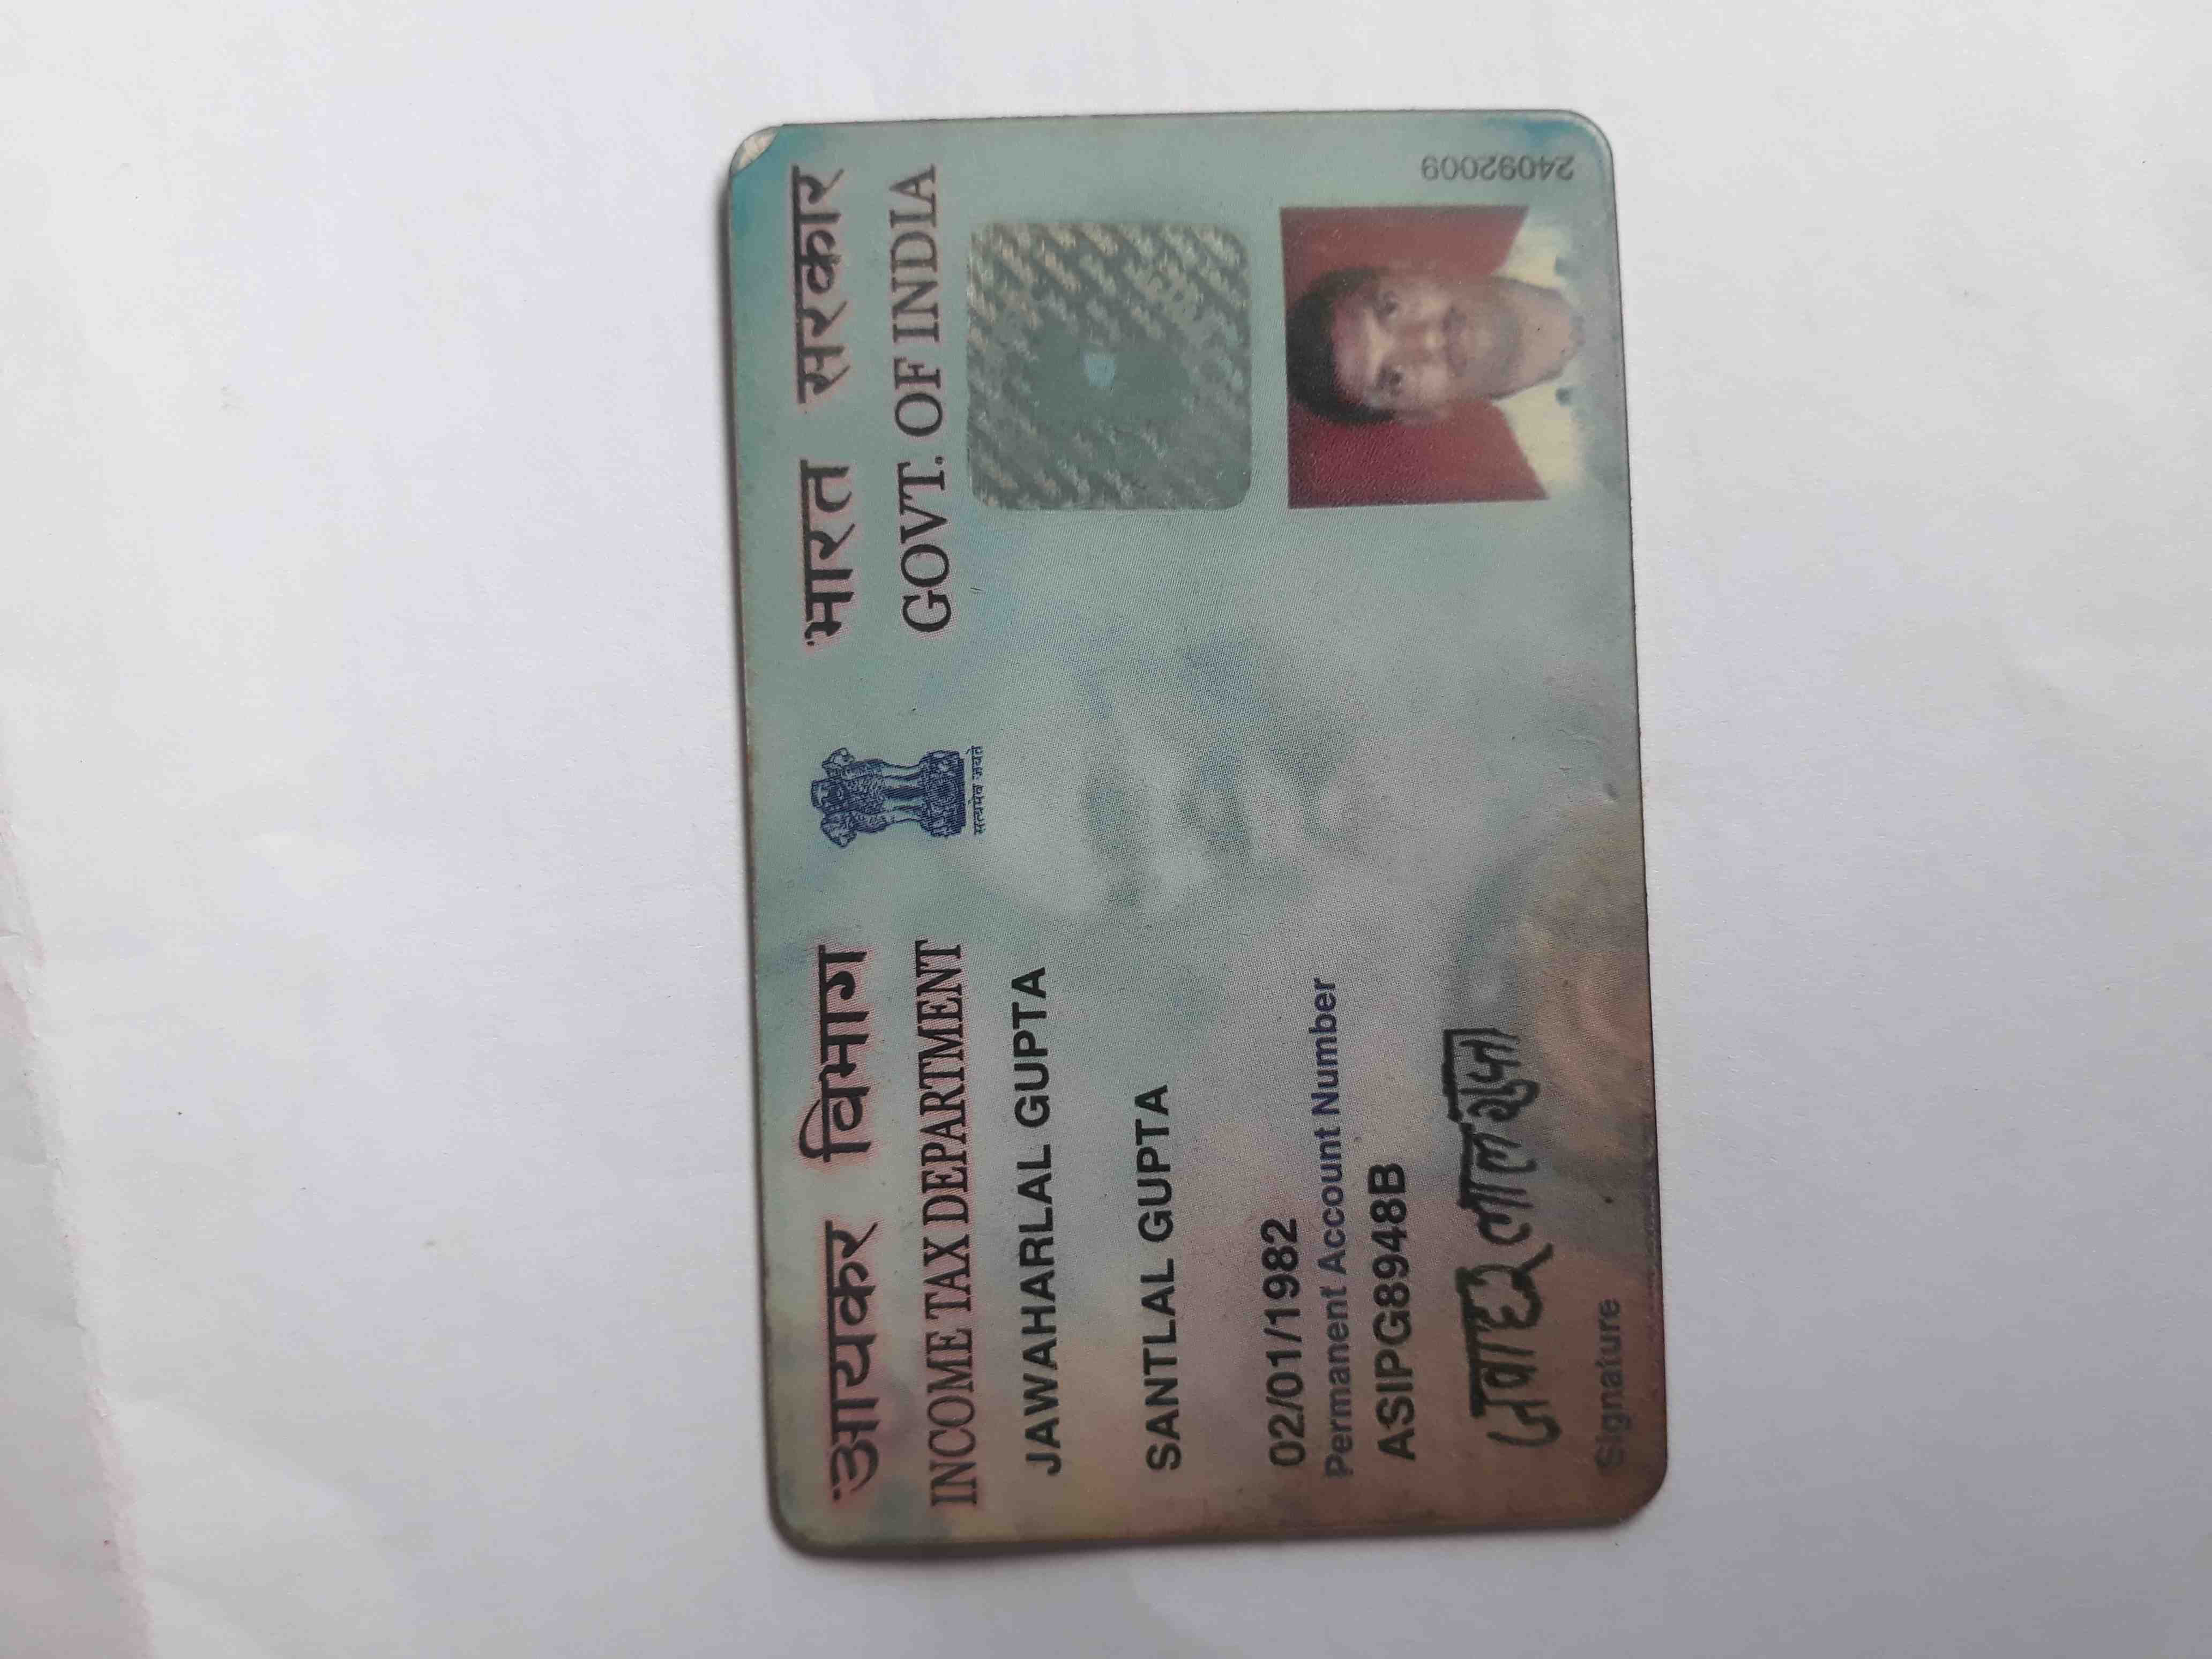 आयकर विभाग
INCOME TAX DEPARTMENT
सत्यमेव जयते
भारत सरकार
GOVT. OF INDIA
JAWAHARLAL GUPTA
SANTLAL GUPTA
02/01/1982
Permanent Account Number
ASIPG8948B
जवाहर लाल गुप्ता
Signature
24092009